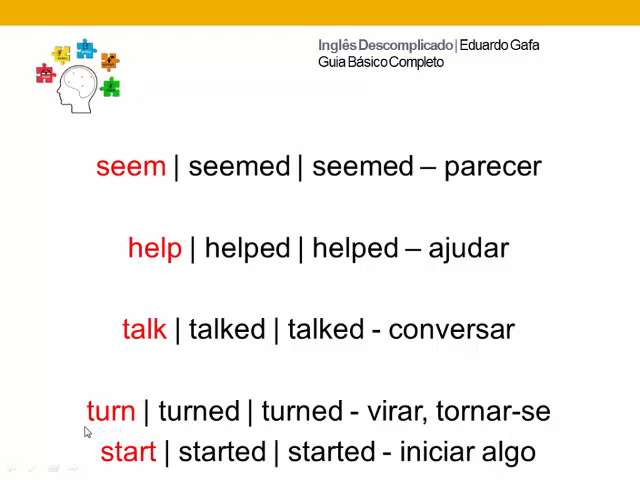 Inglês Descomplicado | Eduardo Gafa
Guia Básico Completo
seem | seemed | seemed – parecer
help | helped | helped – ajudar
talk | talked | talked - conversar
turn | turned | turned - virar, tornar-se
start | started | started - iniciar algo